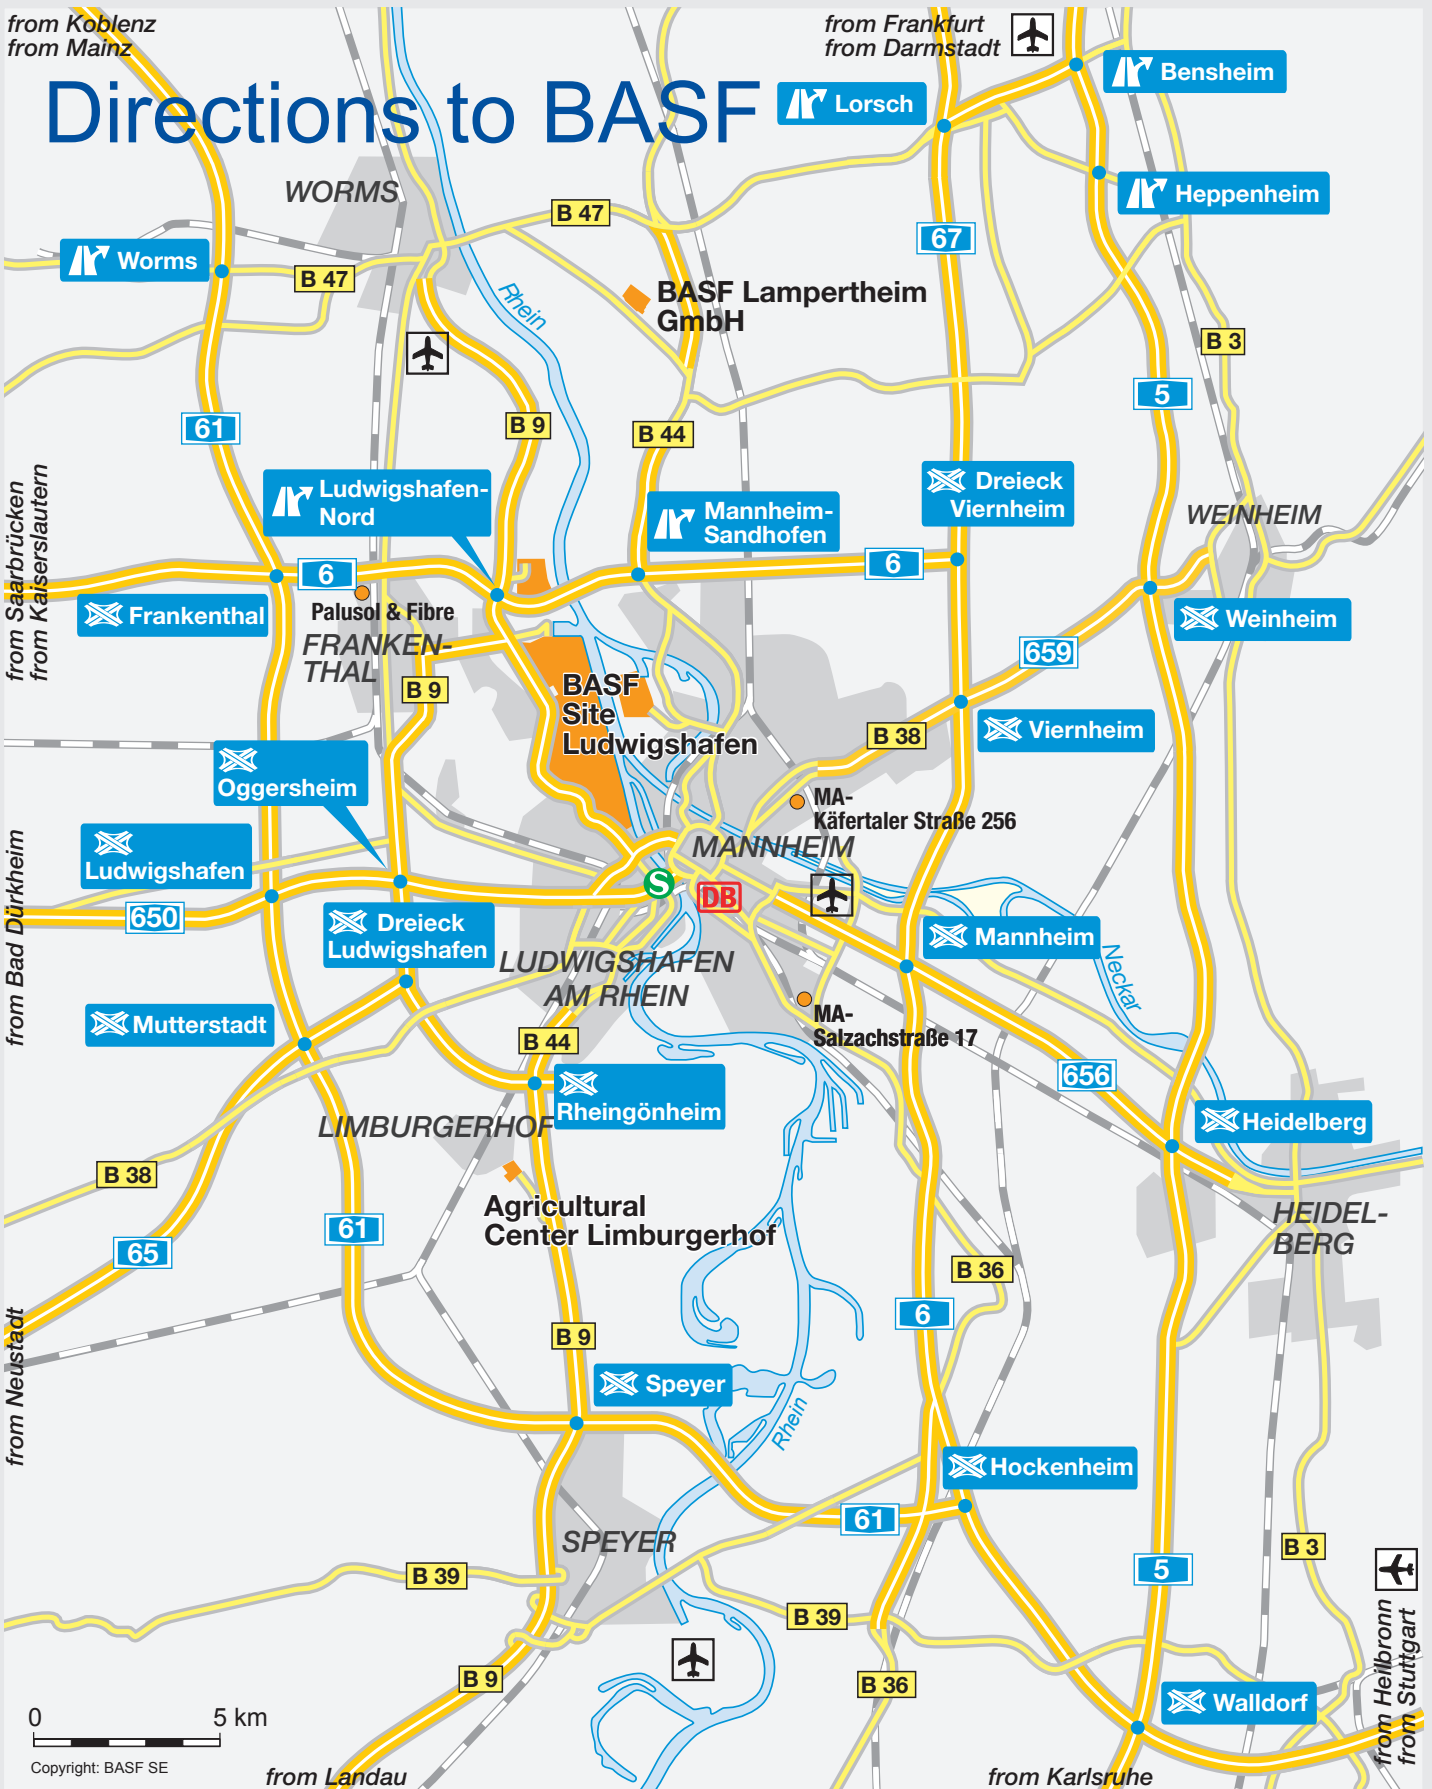 from Koblenz
from Mainz
from Frankfurt
from Darmstadt
Directions to BASF
Bensheim
Lorsch
WORMS
Heppenheim
B 47
67
Worms
B 47
Rhein
BASF Lampertheim
GmbH
B 3
5
61
B 9
B 44
from Saarbrücken
from Kaiserslautern
Ludwigshafen-
Nord
Mannheim-
Sandhofen
Dreieck
Viernheim
WEINHEIM
6
6
Frankenthal
Palusol & Fibre
FRANKEN-
THAL
Weinheim
659
B 9
BASF
Site
Ludwigshafen
B 38
Viernheim
Oggersheim
MA-
Käfertaler Straße 256
MANNHEIM
Ludwigshafen
S
DB
650
from Bad Dürkheim
Dreieck
Ludwigshafen
Mannheim
LUDWIGSHAFEN
AM RHEIN
Neckar
Mutterstadt
MA-
Salzachstraße 17
B 44
656
Rheingönheim
LIMBURGERHOF
Heidelberg
B 38
Agricultural
Center Limburgerhof
HEIDEL-
BERG
61
65
B 36
6
from Neustadt
B 9
Speyer
Rhein
Hockenheim
61
SPEYER
B 3
B 39
5
B 39
B 9
B 36
Walldorf
from Heilbronn
from Stuttgart
0 5 km
Copyright: BASF SE
from Landau
from Karlsruhe